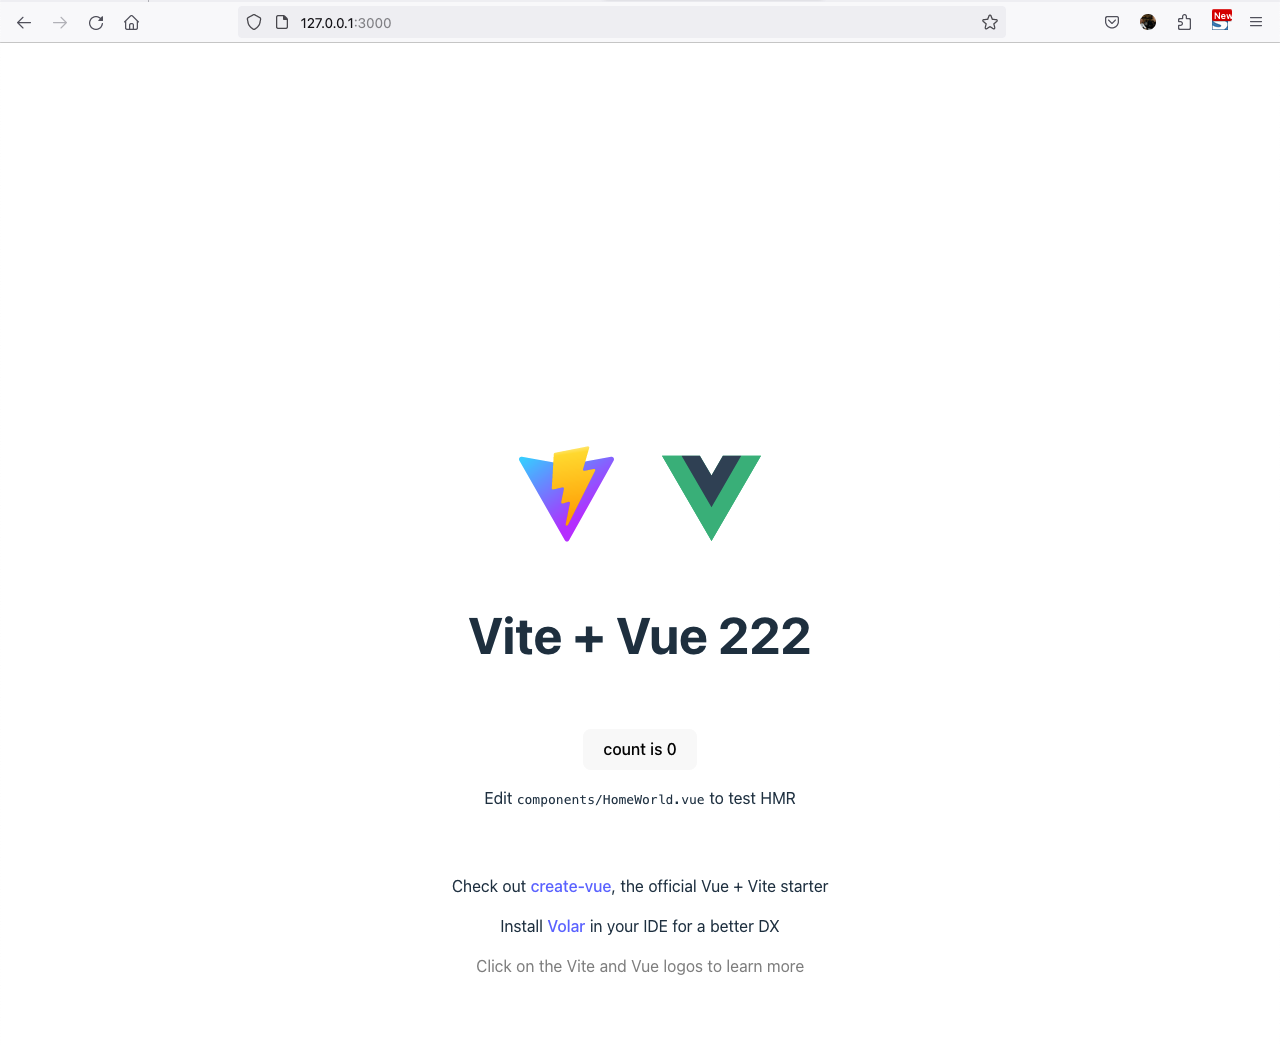 127.0.0.1:3000
New
Vite + Vue 222
count is 0
Edit components/HomeWorld.vue to test HMR
Check out create-vue, the official Vue + Vite starter
Install Volar in your IDE for a better DX
Click on the Vite and Vue logos to learn more